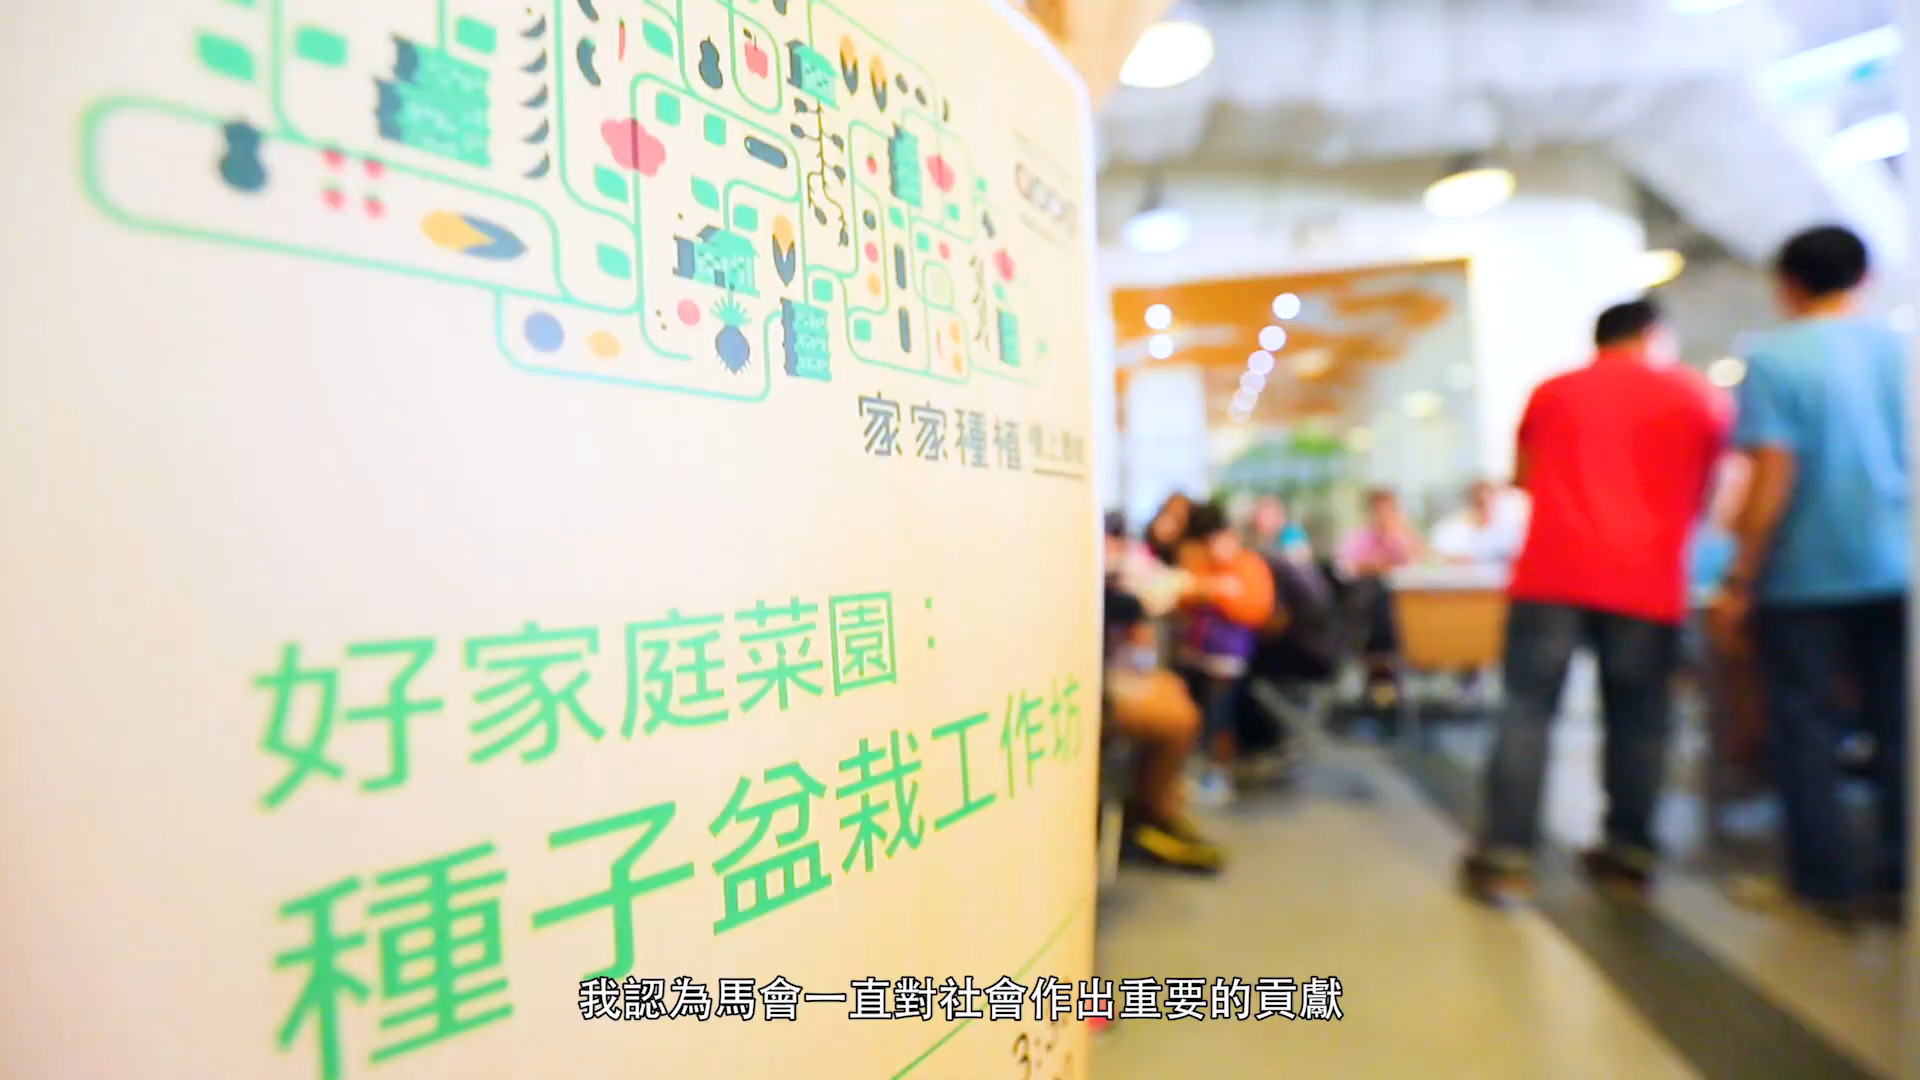 家家種植
好家庭菜園：
種子盆栽工作坊
我認為馬會一直對社會作出重要的貢獻